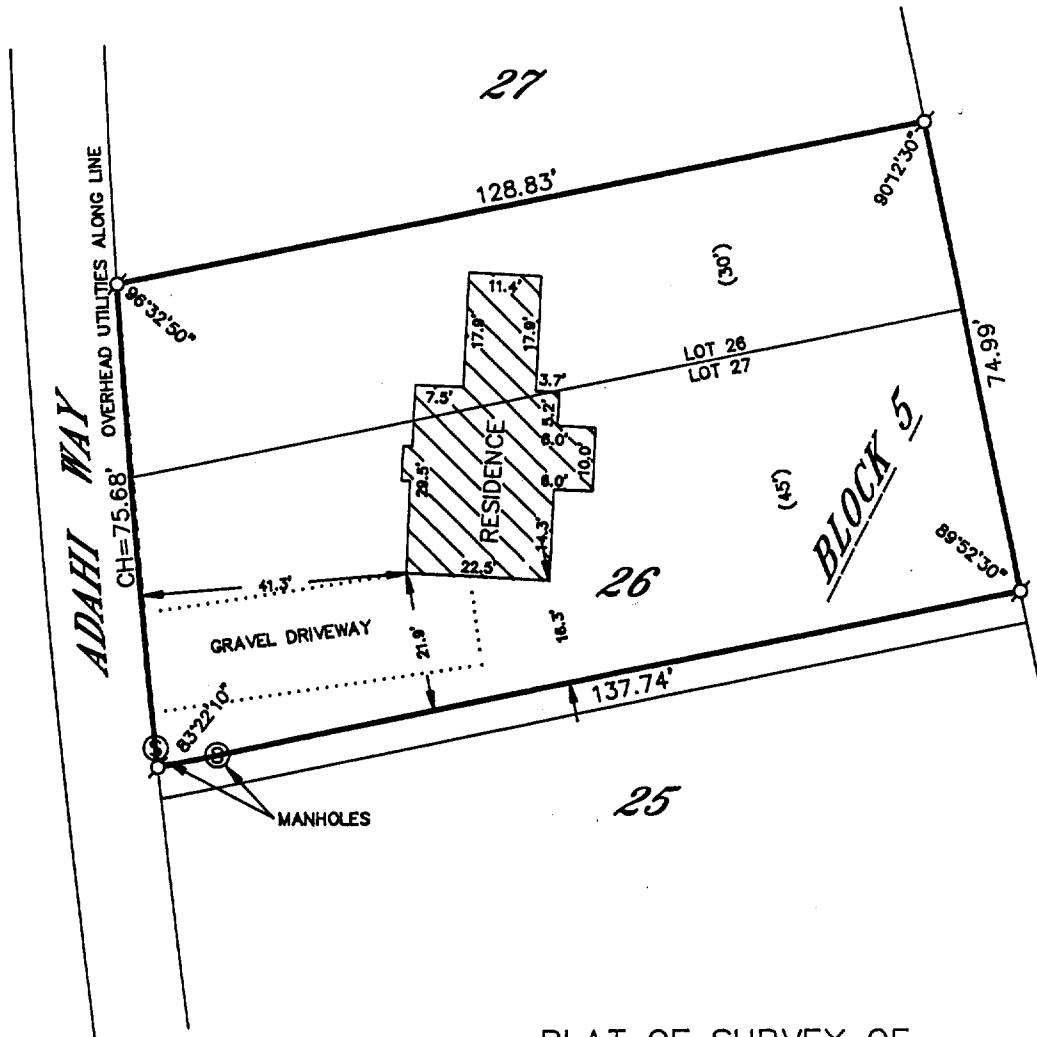 27
OVERHEAD UTILITIES ALONG LINE
128.83'
90°12'30"
96°32'50"
11.4'
17.9'
17.9'
(30')
LOT 26
LOT 27
74.99'
3.7'
7.5'
5.2'
6.0'
10.0'
6.0'
29.5'
RESIDENCE
14.3'
22.5'
(45')
BLOCK 5
89°52'30"
ADAHI WAY
CH=75.68'
41.3'
26
GRAVEL DRIVEWAY
21.9'
16.3'
137.74'
83°22'10"
S
D
MANHOLES
25
PLAT OF SURVEY OF